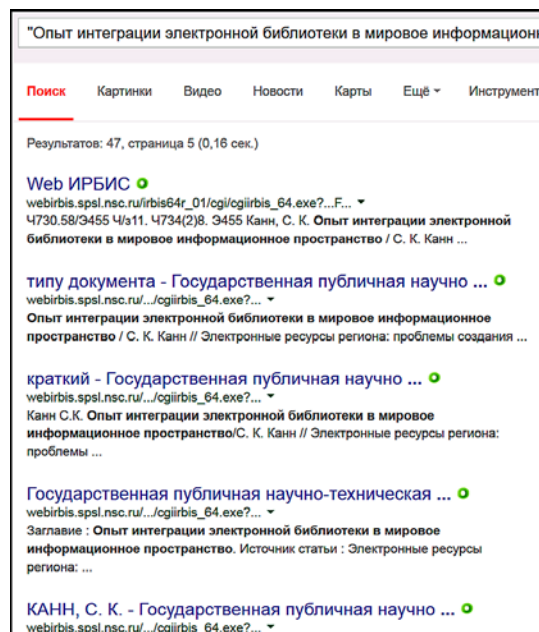 "Опыт интеграции электронной библиотеки в мировое информационн
Поиск Картинки Видео Новости Карты Ещё Инструмент
Результатов: 47, страница 5 (0,16 сек.)
Web ИРБИС
webirbis.spsl.nsc.ru/irbis64r_01/cgi/cgiirbis_64.exe?...F...
Ч730.58/Э455 Ч/з11. Ч734(2)8. Э455 Канн, С. К. Опыт интеграции электронной
библиотеки в мировое информационное пространство / С. К. Канн ...
типу документа - Государственная публичная научно ...
webirbis.spsl.nsc.ru/.../cgiirbis_64.exe?...
Опыт интеграции электронной библиотеки в мировое информационное
пространство / С. К. Канн // Электронные ресурсы региона: проблемы создания ...
краткий - Государственная публичная научно ...
webirbis.spsl.nsc.ru/.../cgiirbis_64.exe?...
Канн С.К. Опыт интеграции электронной библиотеки в мировое
информационное пространство/С. К. Канн // Электронные ресурсы региона:
проблемы ...
Государственная публичная научно-техническая ...
webirbis.spsl.nsc.ru/.../cgiirbis_64.exe?...
Заглавие : Опыт интеграции электронной библиотеки в мировое
информационное пространство. Источник статьи : Электронные ресурсы
региона: ...
КАНН, С. К. - Государственная публичная научно ...
webirbis.spsl.nsc.ru/.../cgiirbis_64.exe?...